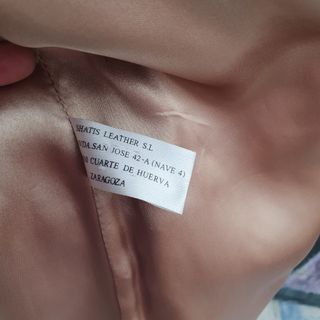 SHATIS LEATHER S.L
VDA.SAN JOSE 42-A (NAVE 4)
CUARTE DE HUERVA
ZARAGOZA